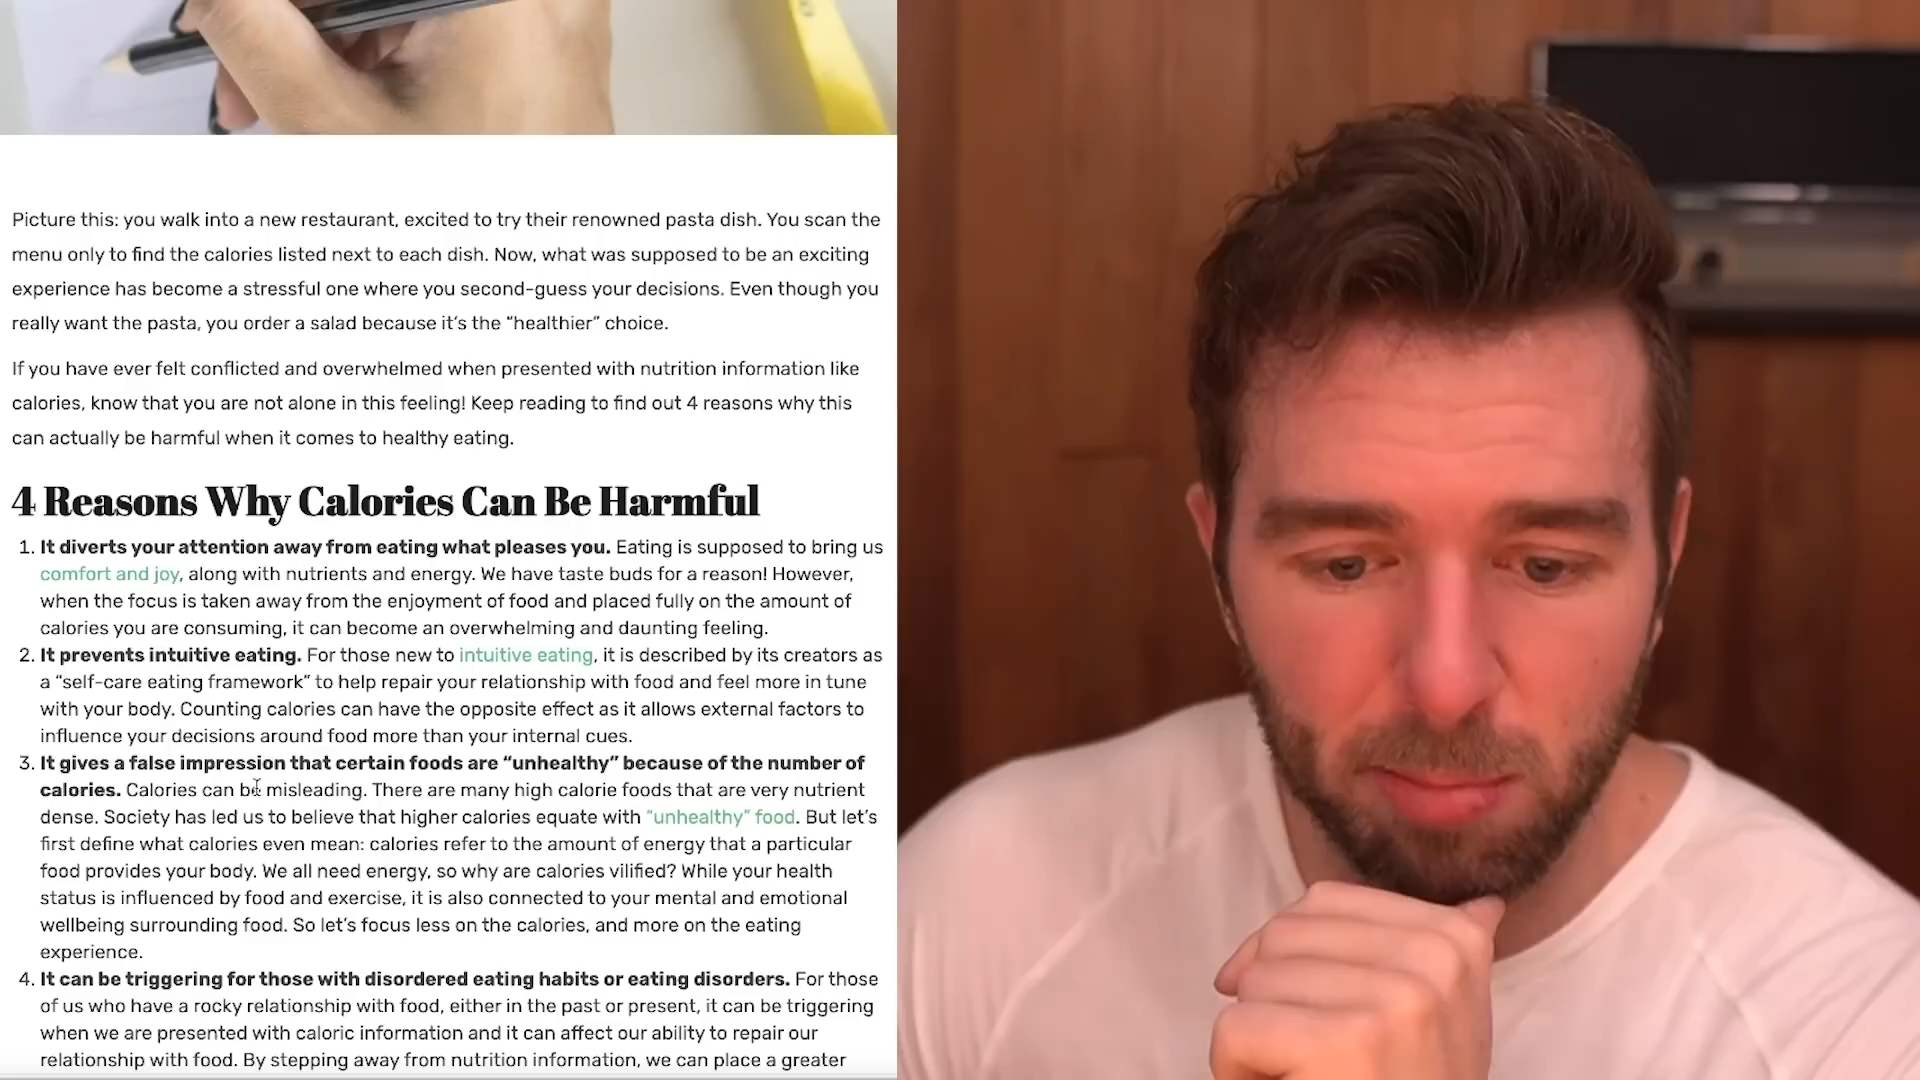 Picture this: you walk into a new restaurant, excited to try their renowned pasta dish. You scan the
menu only to find the calories listed next to each dish. Now, what was supposed to be an exciting
experience has become a stressful one where you second-guess your decisions. Even though you
really want the pasta, you order a salad because it’s the “healthier” choice.
If you have ever felt conflicted and overwhelmed when presented with nutrition information like
calories, know that you are not alone in this feeling! Keep reading to find out 4 reasons why this
can actually be harmful when it comes to healthy eating.
4 Reasons Why Calories Can Be Harmful
1. It diverts your attention away from eating what pleases you. Eating is supposed to bring us
comfort and joy, along with nutrients and energy. We have taste buds for a reason! However,
when the focus is taken away from the enjoyment of food and placed fully on the amount of
calories you are consuming, it can become an overwhelming and daunting feeling.
2. It prevents intuitive eating. For those new to intuitive eating, it is described by its creators as
a “self-care eating framework” to help repair your relationship with food and feel more in tune
with your body. Counting calories can have the opposite effect as it allows external factors to
influence your decisions around food more than your internal cues.
3. It gives a false impression that certain foods are “unhealthy” because of the number of
calories. Calories can be misleading. There are many high calorie foods that are very nutrient
dense. Society has led us to believe that higher calories equate with “unhealthy” food. But let’s
first define what calories even mean: calories refer to the amount of energy that a particular
food provides your body. We all need energy, so why are calories vilified? While your health
status is influenced by food and exercise, it is also connected to your mental and emotional
wellbeing surrounding food. So let’s focus less on the calories, and more on the eating
experience.
4. It can be triggering for those with disordered eating habits or eating disorders. For those
of us who have a rocky relationship with food, either in the past or present, it can be triggering
when we are presented with caloric information and it can affect our ability to repair our
relationship with food. By stepping away from nutrition information, we can place a greater